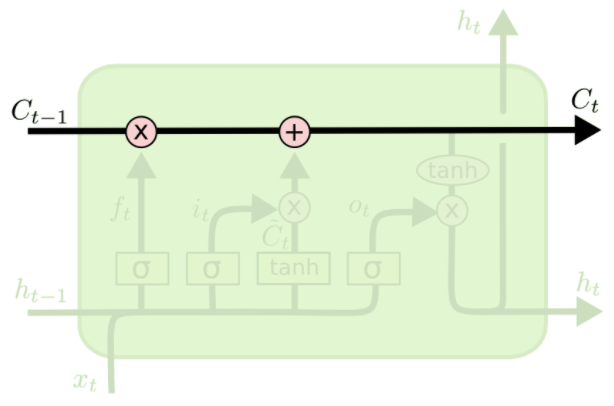 h_t
C_{t-1} x + C_t
tanh
f_t i_t x o_t x
C̃_t
σ σ tanh σ
h_{t-1} h_t
x_t